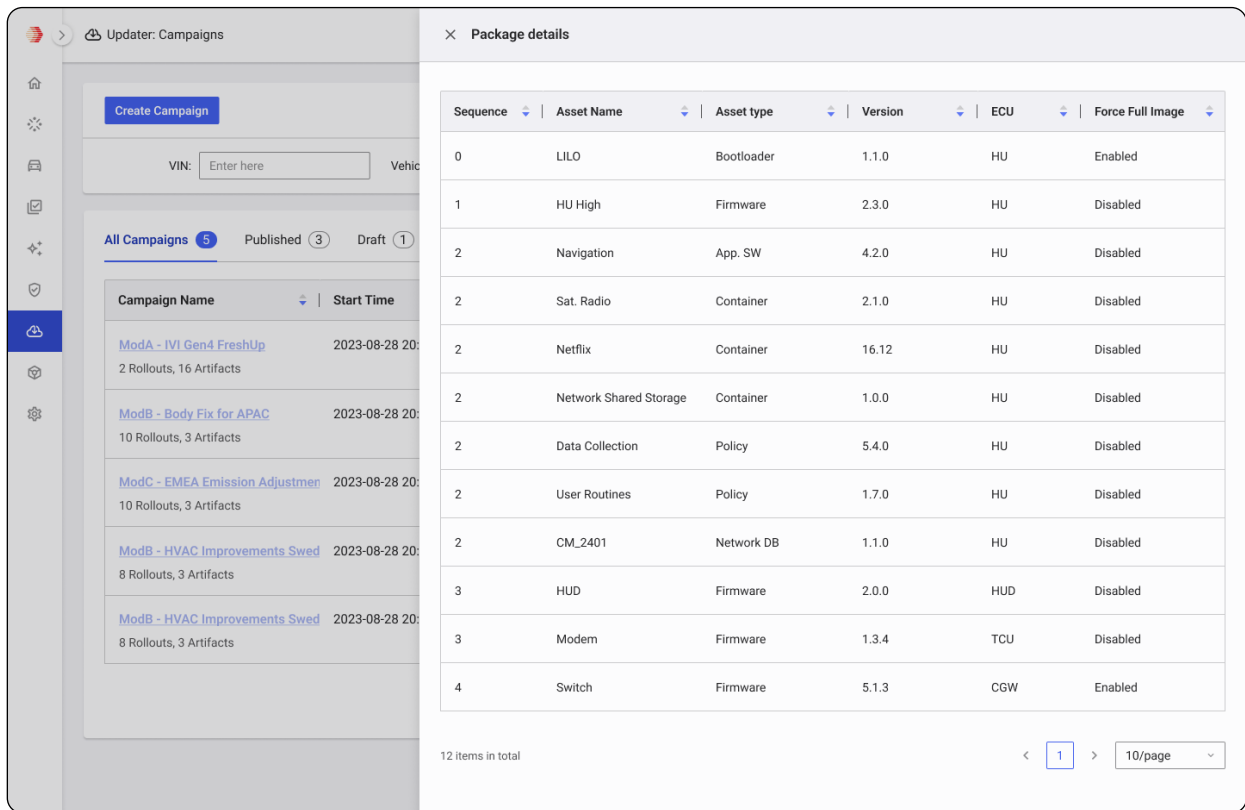 Updater: Campaigns
Create Campaign
VIN: Enter here Vehic
All Campaigns 5 Published 3 Draft 1
Campaign Name Start Time
ModA - IVI Gen4 FreshUp 2023-08-28 20:
2 Rollouts, 16 Artifacts
ModB - Body Fix for APAC 2023-08-28 20:
10 Rollouts, 3 Artifacts
ModC - EMEA Emission Adjustmen 2023-08-28 20:
10 Rollouts, 3 Artifacts
ModB - HVAC Improvements Swed 2023-08-28 20:
8 Rollouts, 3 Artifacts
ModB - HVAC Improvements Swed 2023-08-28 20:
8 Rollouts, 3 Artifacts
Package details
Sequence Asset Name Asset type Version ECU Force Full Image
0 LILO Bootloader 1.1.0 HU Enabled
1 HU High Firmware 2.3.0 HU Disabled
2 Navigation App. SW 4.2.0 HU Disabled
2 Sat. Radio Container 2.1.0 HU Disabled
2 Netflix Container 16.12 HU Disabled
2 Network Shared Storage Container 1.0.0 HU Disabled
2 Data Collection Policy 5.4.0 HU Disabled
2 User Routines Policy 1.7.0 HU Disabled
2 CM_2401 Network DB 1.1.0 HU Disabled
3 HUD Firmware 2.0.0 HUD Disabled
3 Modem Firmware 1.3.4 TCU Disabled
4 Switch Firmware 5.1.3 CGW Enabled
12 items in total 1 10/page